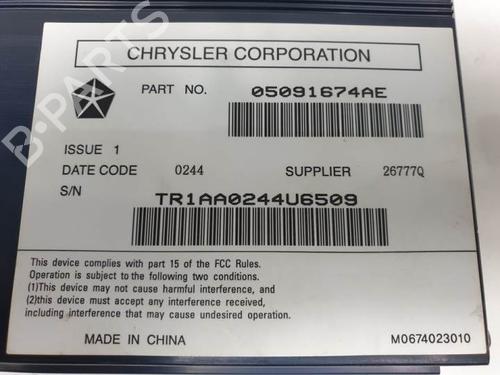 CHRYSLER CORPORATION
PART NO. 05091674AE
ISSUE 1
DATE CODE 0244 SUPPLIER 26777Q
S/N TR1AA0244U6509
This device complies with part 15 of the FCC Rules.
Operation is subject to the following two conditions.
(1)This device may not cause harmful interference, and
(2)this device must accept any interference received,
including interference that may cause undesired operation.
MADE IN CHINA M0674023010
B-PARTS